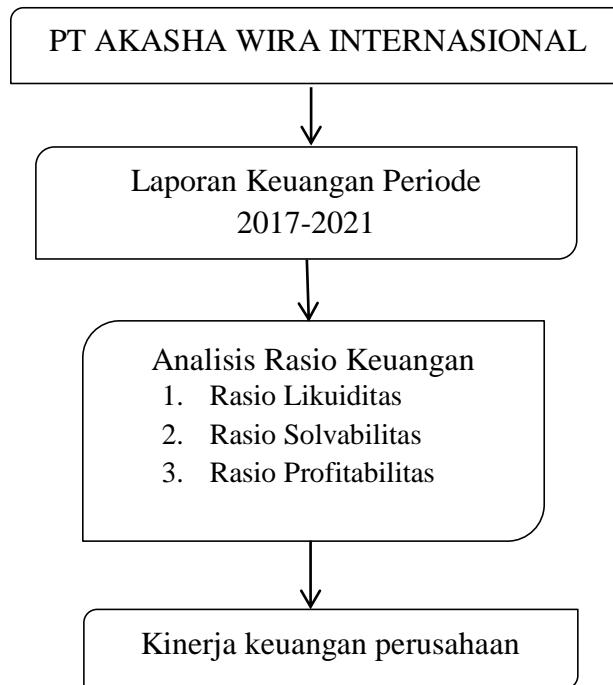 PT AKASHA WIRA INTERNASIONAL
Laporan Keuangan Periode
2017-2021
Analisis Rasio Keuangan
1. Rasio Likuiditas
2. Rasio Solvabilitas
3. Rasio Profitabilitas
Kinerja keuangan perusahaan